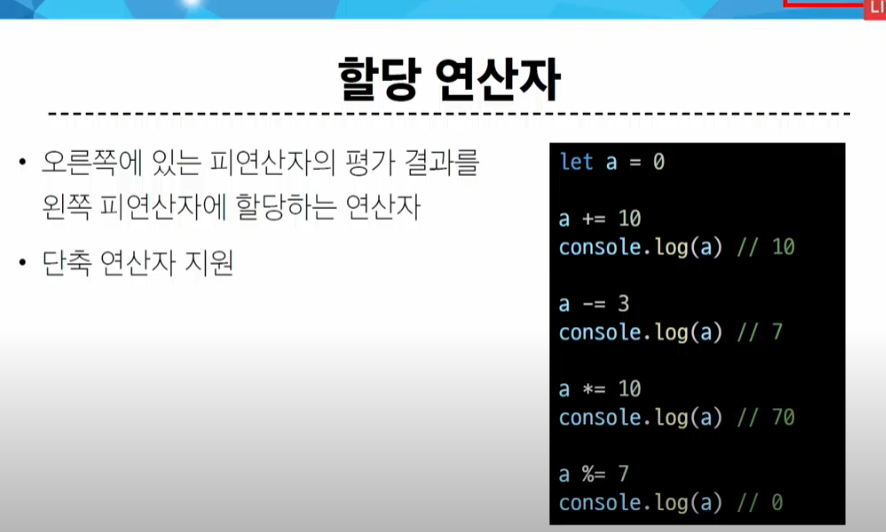 할당 연산자
• 오른쪽에 있는 피연산자의 평가 결과를
왼쪽 피연산자에 할당하는 연산자
• 단축 연산자 지원
let a = 0
a += 10
console.log(a) // 10
a -= 3
console.log(a) // 7
a *= 10
console.log(a) // 70
a %= 7
console.log(a) // 0